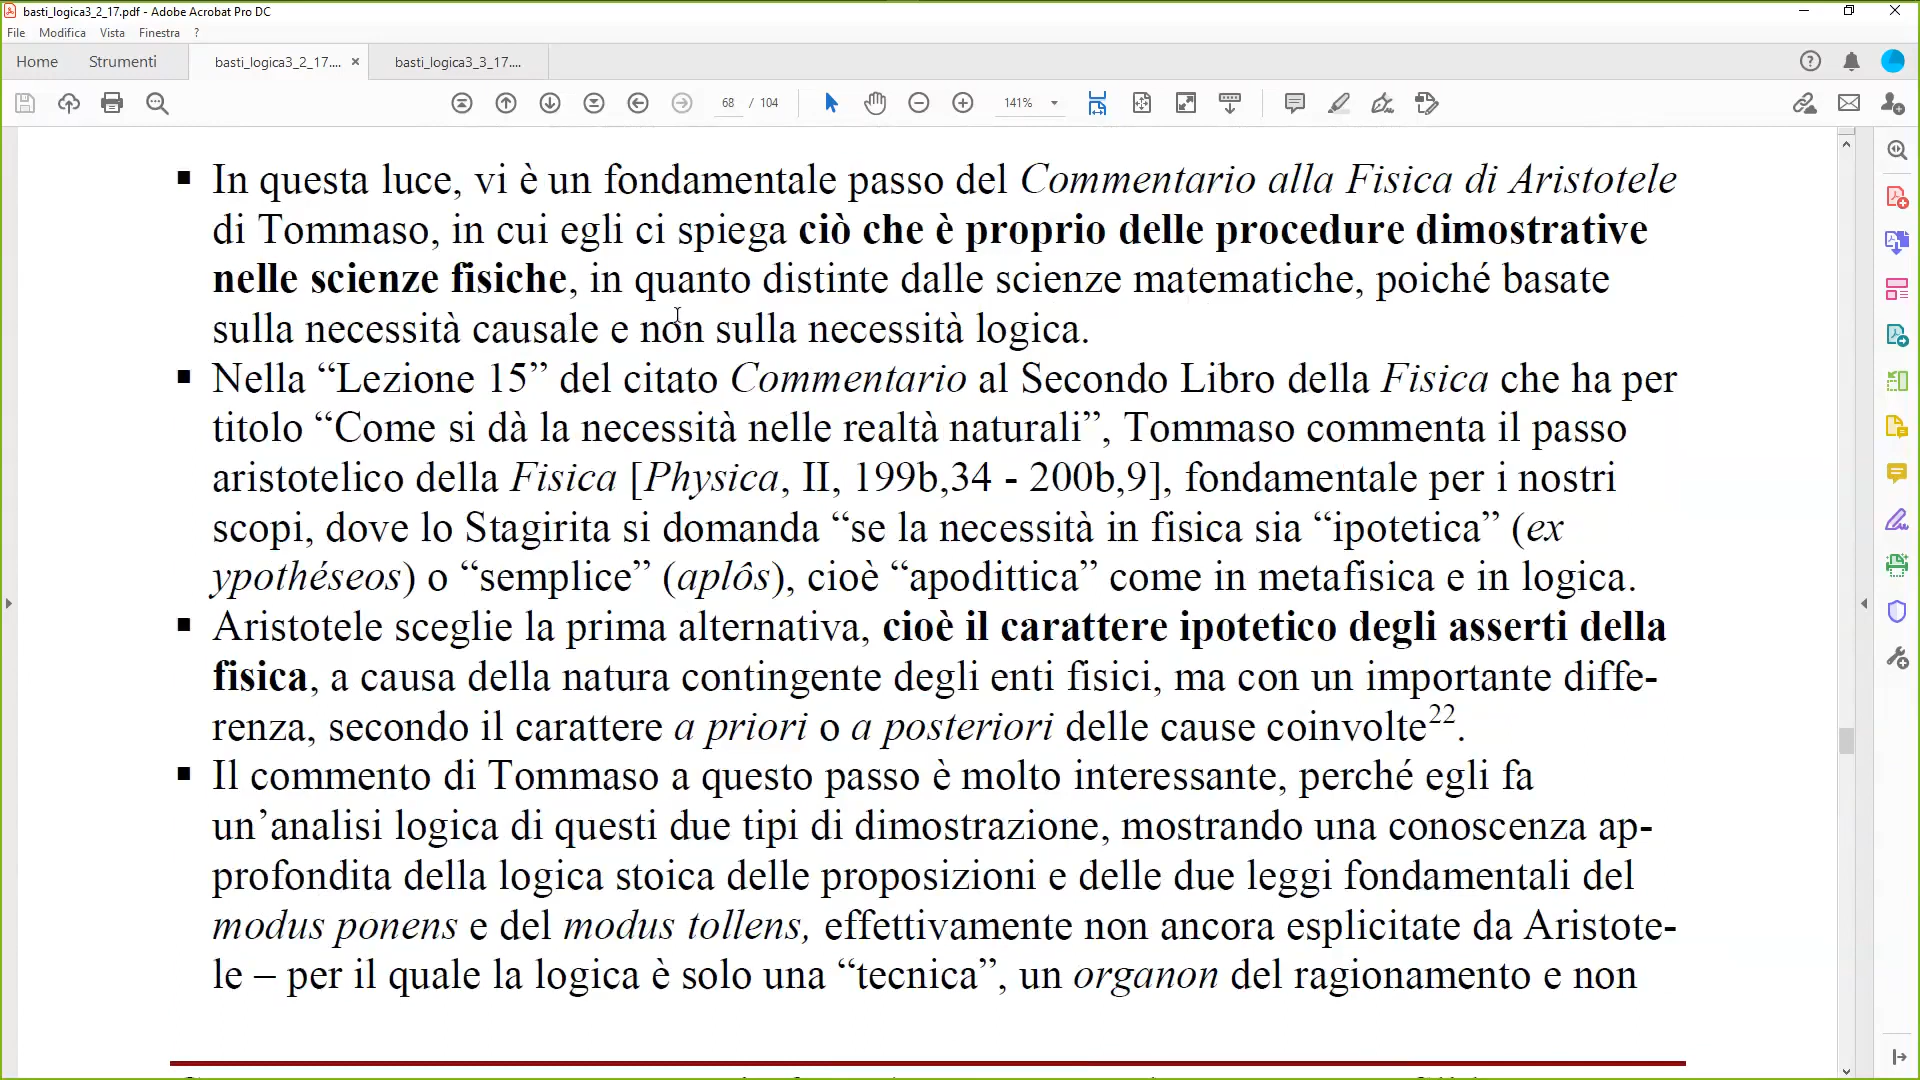 basti_logica3_2_17.pdf - Adobe Acrobat Pro DC
File Modifica Vista Finestra ?
Home Strumenti basti_logica3_2_17.... × basti_logica3_3_17....
68 / 104 141%
▪ In questa luce, vi è un fondamentale passo del Commentario alla Fisica di Aristotele
di Tommaso, in cui egli ci spiega ciò che è proprio delle procedure dimostrative
nelle scienze fisiche, in quanto distinte dalle scienze matematiche, poiché basate
sulla necessità causale e non sulla necessità logica.
▪ Nella “Lezione 15” del citato Commentario al Secondo Libro della Fisica che ha per
titolo “Come si dà la necessità nelle realtà naturali”, Tommaso commenta il passo
aristotelico della Fisica [Physica, II, 199b,34 - 200b,9], fondamentale per i nostri
scopi, dove lo Stagirita si domanda “se la necessità in fisica sia “ipotetica” (ex
ypothéseos) o “semplice” (aplôs), cioè “apodittica” come in metafisica e in logica.
▪ Aristotele sceglie la prima alternativa, cioè il carattere ipotetico degli asserti della
fisica, a causa della natura contingente degli enti fisici, ma con un importante diffe-
renza, secondo il carattere a priori o a posteriori delle cause coinvolte22.
▪ Il commento di Tommaso a questo passo è molto interessante, perché egli fa
un’analisi logica di questi due tipi di dimostrazione, mostrando una conoscenza ap-
profondita della logica stoica delle proposizioni e delle due leggi fondamentali del
modus ponens e del modus tollens, effettivamente non ancora esplicitate da Aristote-
le – per il quale la logica è solo una “tecnica”, un organon del ragionamento e non